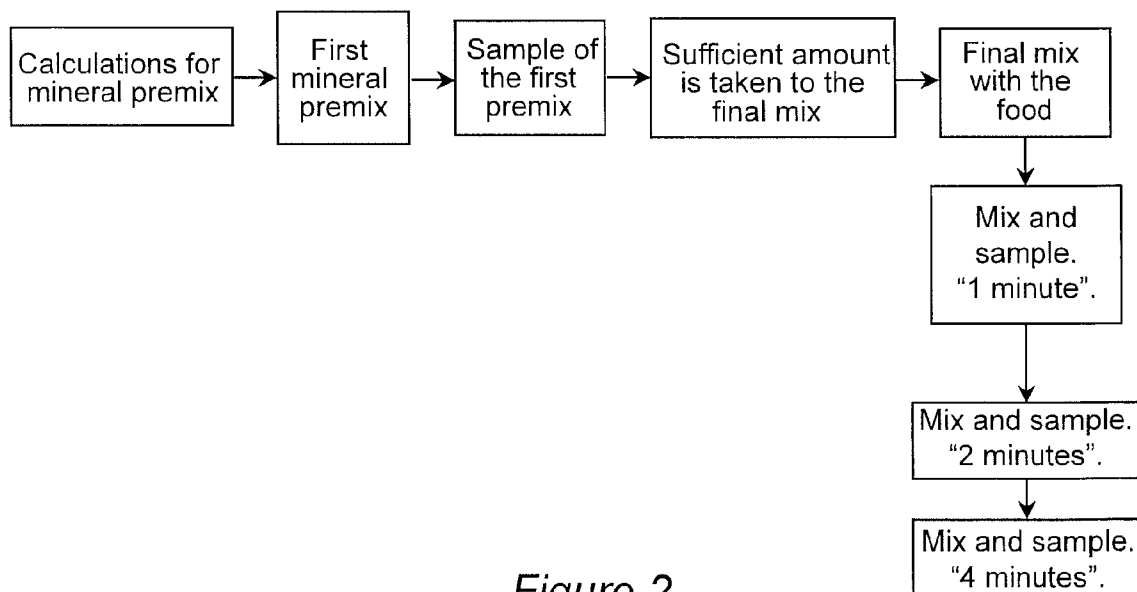 Calculations for
mineral premix
First
mineral
premix
Sample of
the first
premix
Sufficient amount
is taken to the
final mix
Final mix
with the
food
Mix and
sample.
“1 minute”.
Mix and sample.
“2 minutes”.
Mix and sample.
“4 minutes”.
Figure 2